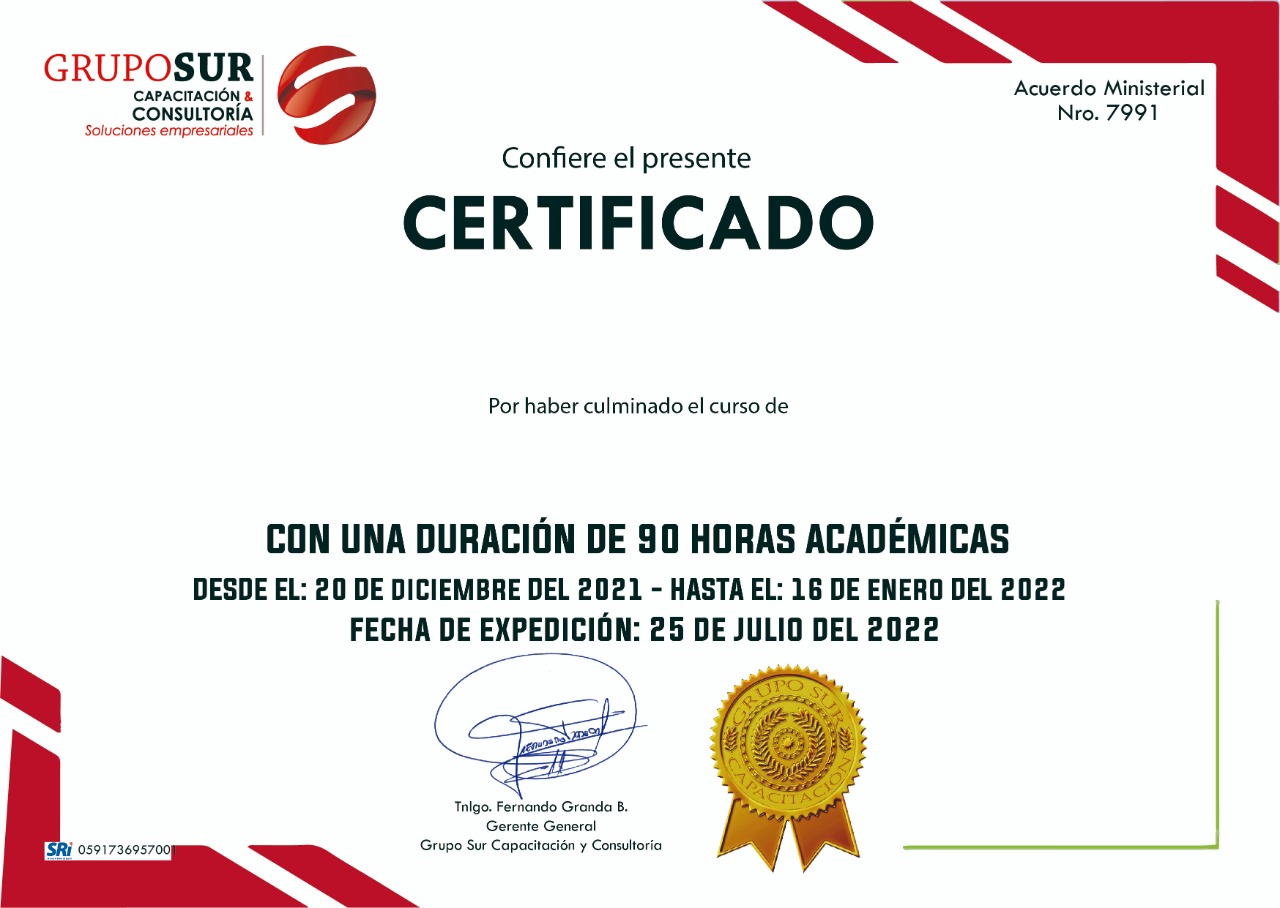 GRUPOSUR
CAPACITACIÓN &
CONSULTORÍA
Soluciones empresariales
Acuerdo Ministerial
Nro. 7991
Confiere el presente
CERTIFICADO
Por haber culminado el curso de
CON UNA DURACIÓN DE 90 HORAS ACADÉMICAS
DESDE EL: 20 DE DICIEMBRE DEL 2021 - HASTA EL: 16 DE ENERO DEL 2022
FECHA DE EXPEDICIÓN: 25 DE JULIO DEL 2022
GRUPO SUR
CAPACITACIÓN
Tnlgo. Fernando Granda B.
Gerente General
Grupo Sur Capacitación y Consultoría
SRi 0591736957001